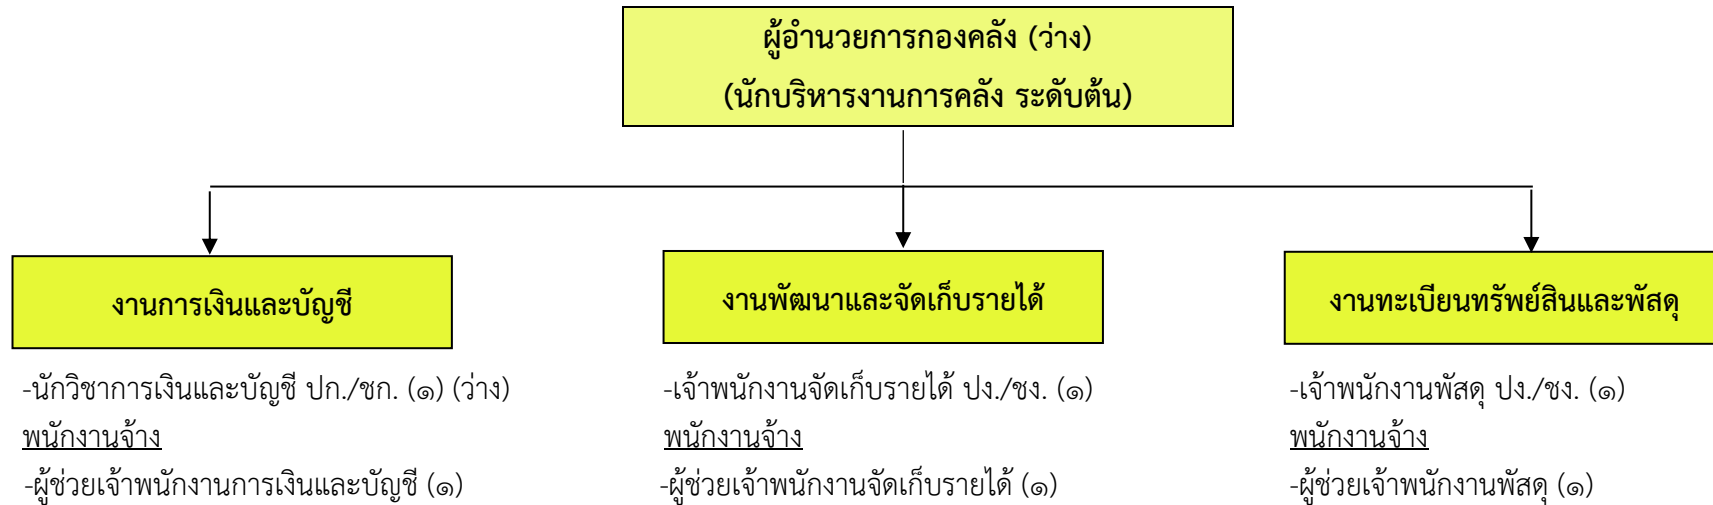 ผู้อำนวยการกองคลัง (ว่าง)
(นักบริหารงานการคลัง ระดับต้น)
งานการเงินและบัญชี
-นักวิชาการเงินและบัญชี ปก./ชก. (๑) (ว่าง)
พนักงานจ้าง
-ผู้ช่วยเจ้าพนักงานการเงินและบัญชี (๑)
งานพัฒนาและจัดเก็บรายได้
-เจ้าพนักงานจัดเก็บรายได้ ปง./ชง. (๑)
พนักงานจ้าง
-ผู้ช่วยเจ้าพนักงานจัดเก็บรายได้ (๑)
งานทะเบียนทรัพย์สินและพัสดุ
-เจ้าพนักงานพัสดุ ปง./ชง. (๑)
พนักงานจ้าง
-ผู้ช่วยเจ้าพนักงานพัสดุ (๑)